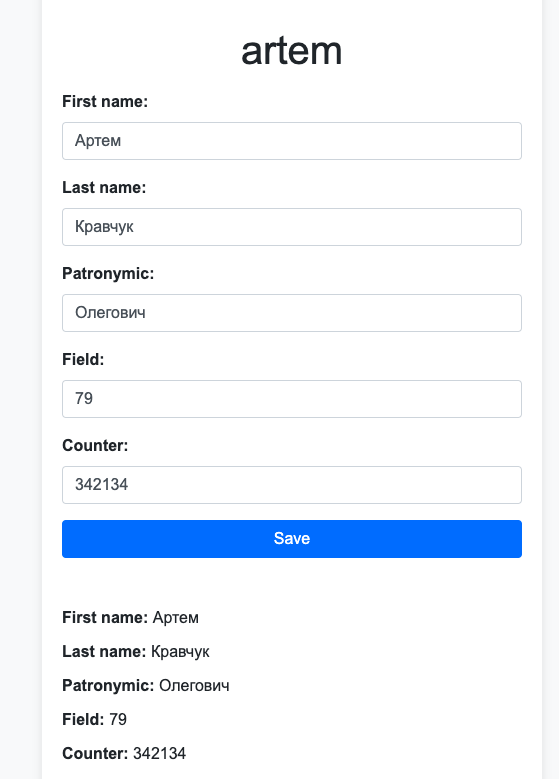 artem
First name:
Артем
Last name:
Кравчук
Patronymic:
Олегович
Field:
79
Counter:
342134
Save
First name: Артем
Last name: Кравчук
Patronymic: Олегович
Field: 79
Counter: 342134